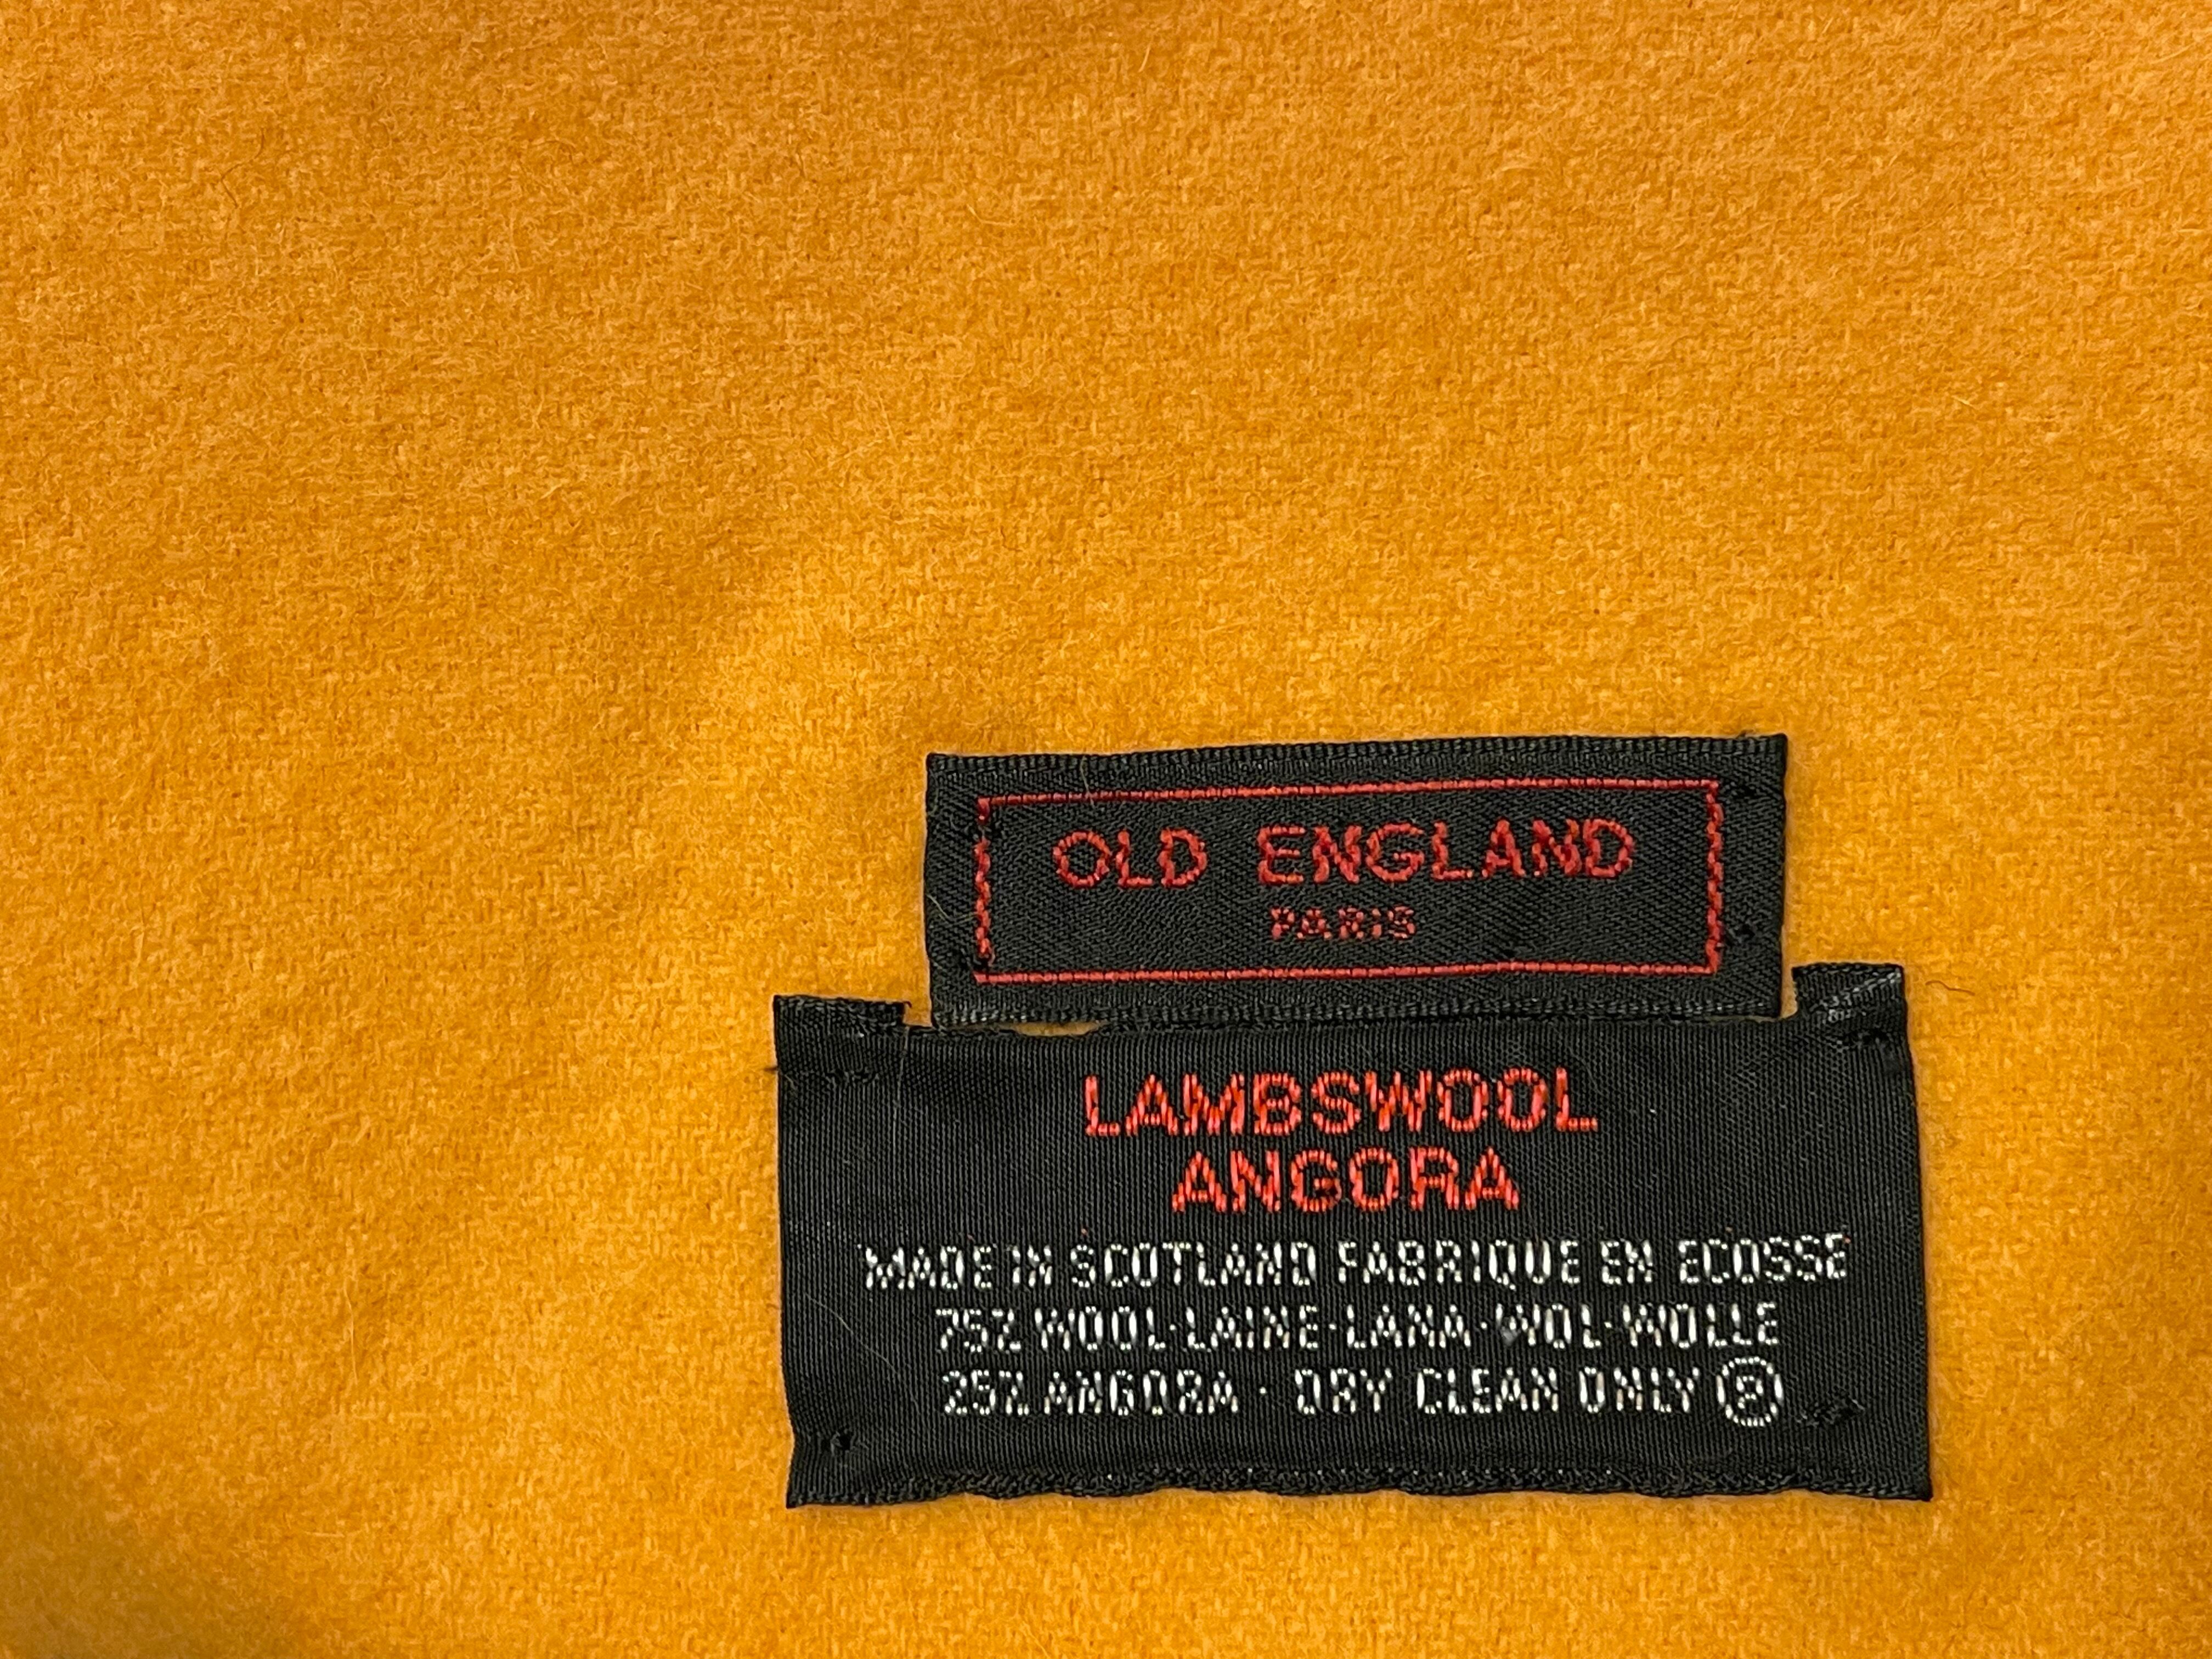 OLD ENGLAND
PARIS
LAMBSWOOL
ANGORA
MADE IN SCOTLAND FABRIQUE EN ECOSSE
75% WOOL·LAINE·LANA·WOL·WOLLE
25% ANGORA · DRY CLEAN ONLY Ⓟ